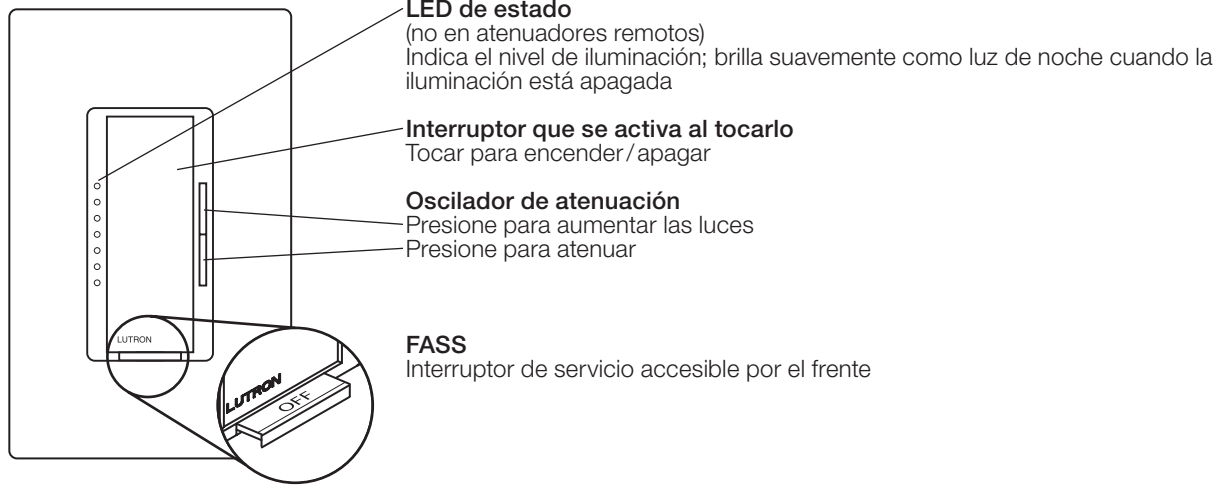 LED de estado
(no en atenuadores remotos)
Indica el nivel de iluminación; brilla suavemente como luz de noche cuando la
iluminación está apagada
Interruptor que se activa al tocarlo
Tocar para encender/apagar
Oscilador de atenuación
Presione para aumentar las luces
Presione para atenuar
FASS
Interruptor de servicio accesible por el frente
LUTRON
LUTRON
OFF